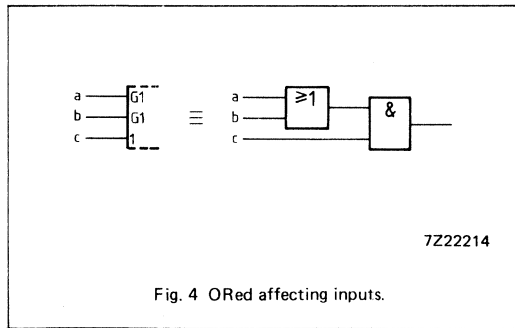 a G1 a ≥1
b G1 ≡ b &
c 1 c
7Z22214
Fig. 4 ORed affecting inputs.